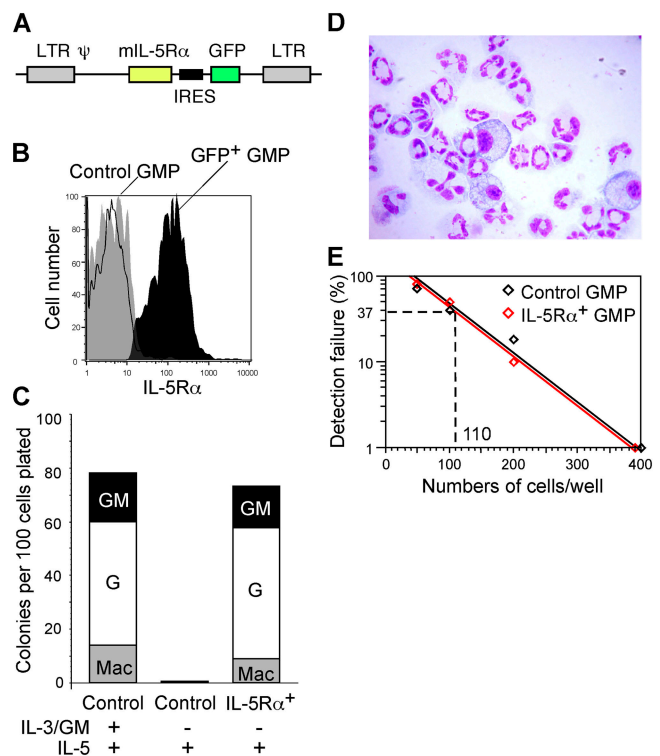 A
LTR ψ mIL-5Rα GFP LTR
IRES
B
Control GMP GFP+ GMP
Cell number
100
80
60
40
20
0
1 10 100 1000 10000
IL-5Rα
C
Colonies per 100 cells plated
100
80
60
40
20
0
GM
G
Mac
GM
G
Mac
Control Control IL-5Rα+
IL-3/GM + - -
IL-5 + + +
D
E
Detection failure (%)
100
37
10
1
Control GMP
IL-5Rα+ GMP
110
0 100 200 300 400
Numbers of cells/well